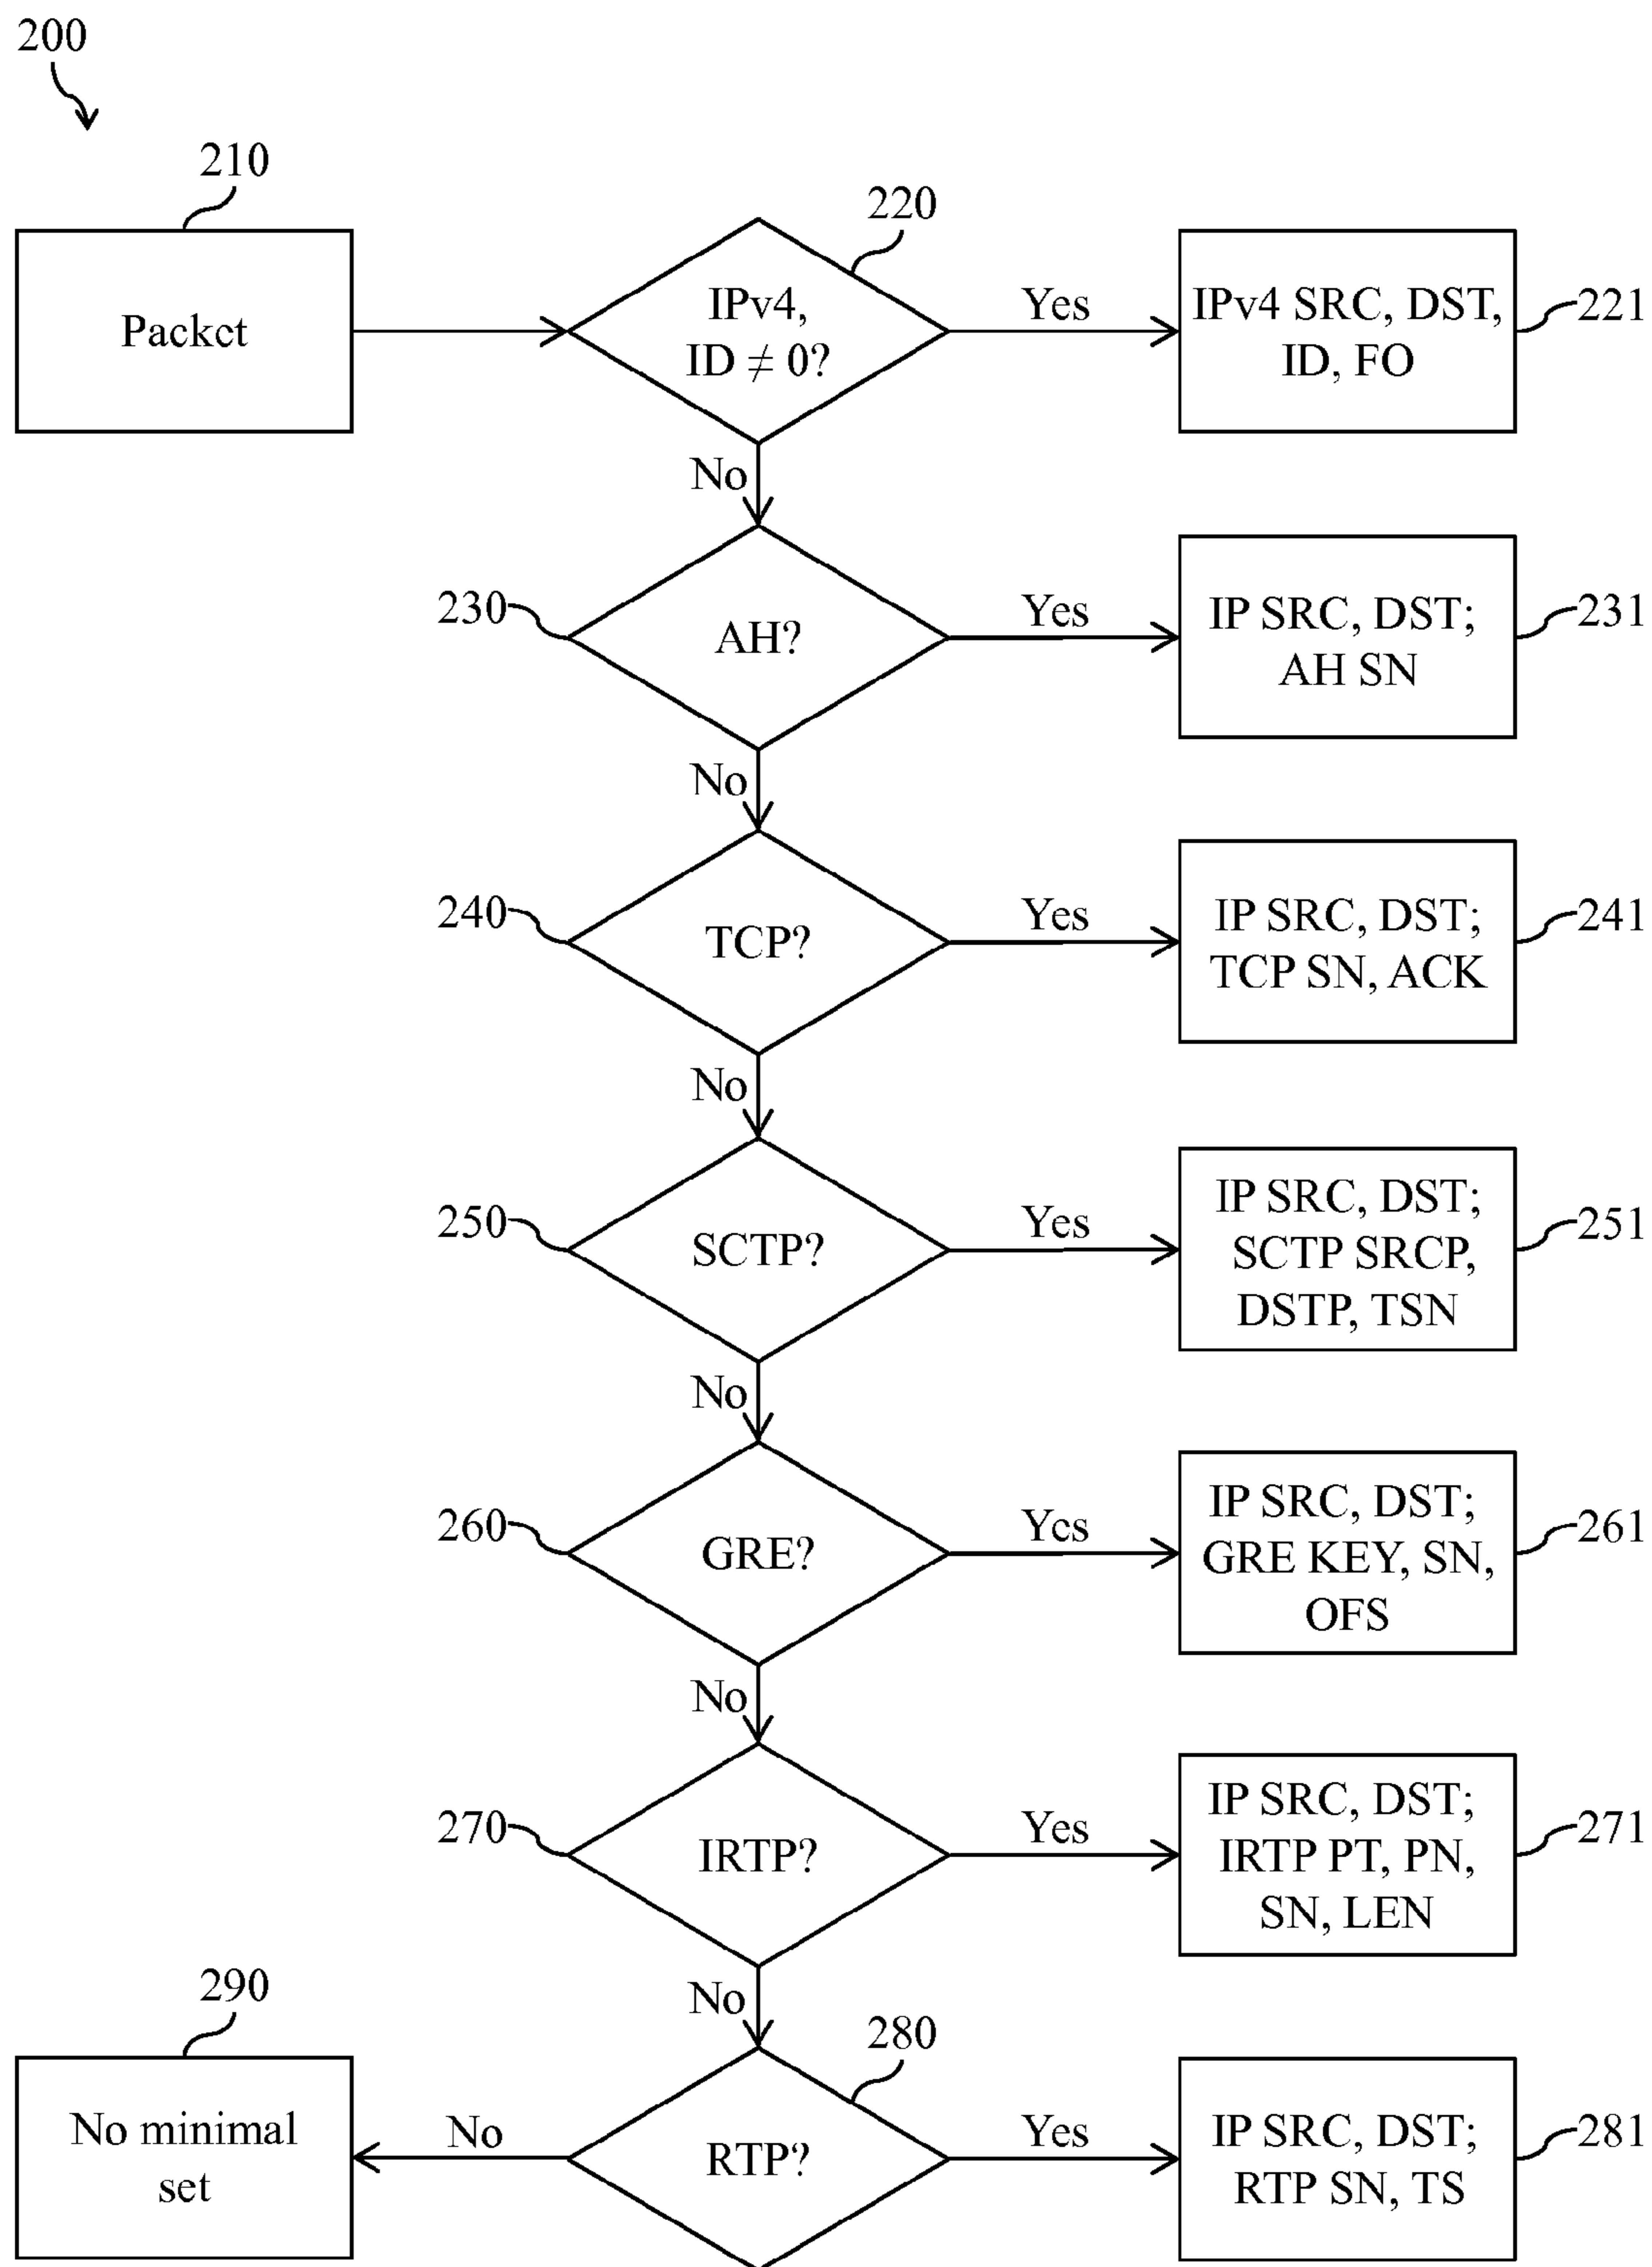 200
210
220
Packet
IPv4,
ID ≠ 0?
Yes
IPv4 SRC, DST,
ID, FO
221
No
230
AH?
Yes
IP SRC, DST;
AH SN
231
No
240
TCP?
Yes
IP SRC, DST;
TCP SN, ACK
241
No
250
SCTP?
Yes
IP SRC, DST;
SCTP SRCP,
DSTP, TSN
251
No
260
GRE?
Yes
IP SRC, DST;
GRE KEY, SN,
OFS
261
No
270
IRTP?
Yes
IP SRC, DST;
IRTP PT, PN,
SN, LEN
271
No
290
280
No minimal
set
No
RTP?
Yes
IP SRC, DST;
RTP SN, TS
281